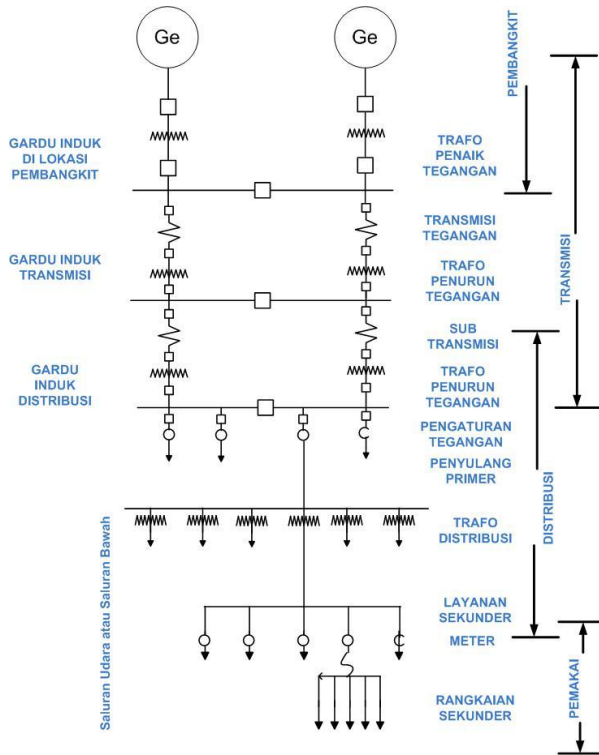 Ge
Ge
GARDU INDUK
DI LOKASI
PEMBANGKIT
TRAFO
PENAIK
TEGANGAN
PEMBANGKIT
GARDU INDUK
TRANSMISI
TRANSMISI
TEGANGAN
TRAFO
PENURUN
TEGANGAN
TRANSMISI
GARDU
INDUK
DISTRIBUSI
SUB
TRANSMISI
TRAFO
PENURUN
TEGANGAN
PENGATURAN
TEGANGAN
PENYULANG
PRIMER
DISTRIBUSI
Saluran Udara atau Saluran Bawah
TRAFO
DISTRIBUSI
LAYANAN
SEKUNDER
METER
RANGKAIAN
SEKUNDER
PEMAKAI